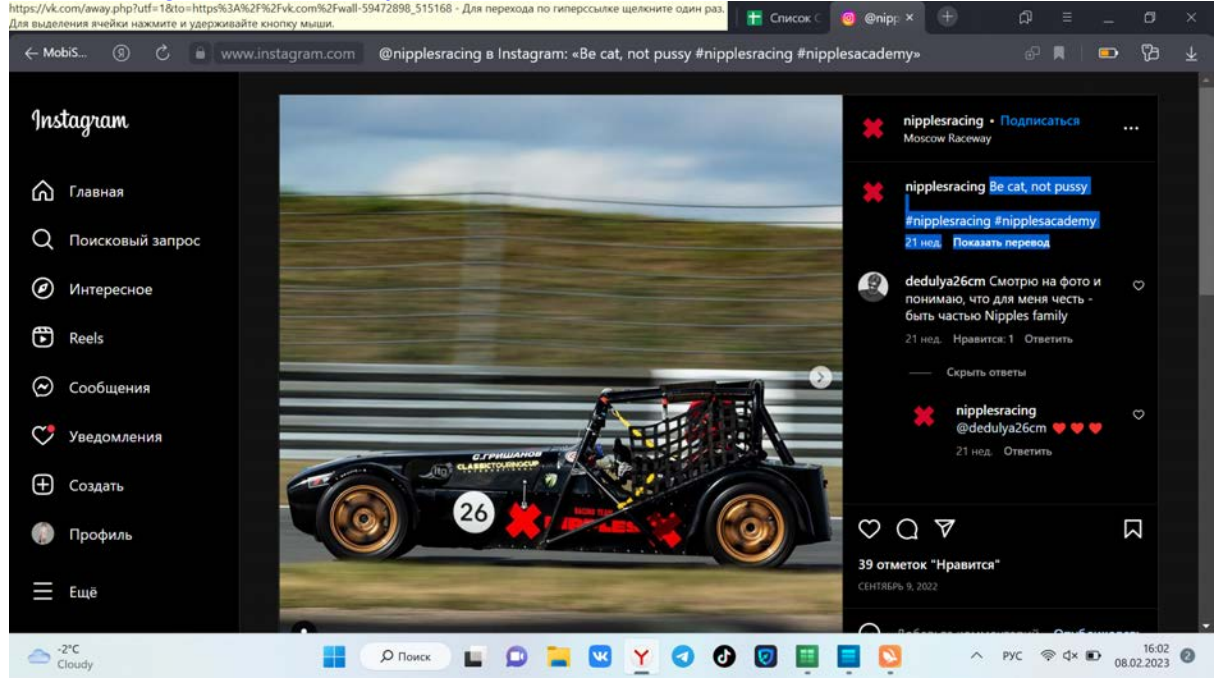 https://vk.com/away.php?utf=1&to=https%3A%2F%2Fvk.com%2Fwall-59472898_515168 - Для перехода по гиперссылке щелкните один раз.
Для выделения ячейки нажмите и удерживайте кнопку мыши.
Список С
@nipp
MobiS...
www.instagram.com
@nipplesracing в Instagram: «Be cat, not pussy #nipplesracing #nipplesacademy»
Instagram
Главная
Поисковый запрос
Интересное
Reels
Сообщения
Уведомления
Создать
Профиль
Ещё
С.ГРИШАНОВ
CLASSICTOURINGCUP
26
RACING TEAM
NIPPLES
nipplesracing • Подписаться
Moscow Raceway
nipplesracing Be cat, not pussy
#nipplesracing #nipplesacademy
21 нед. Показать перевод
dedulya26cm Смотрю на фото и
понимаю, что для меня честь -
быть частью Nipples family
21 нед. Нравится: 1 Ответить
Скрыть ответы
nipplesracing
@dedulya26cm ❤️❤️❤️
21 нед. Ответить
39 отметок "Нравится"
СЕНТЯБРЬ 9, 2022
-2°C
Cloudy
Поиск
РУС
16:02
08.02.2023
2